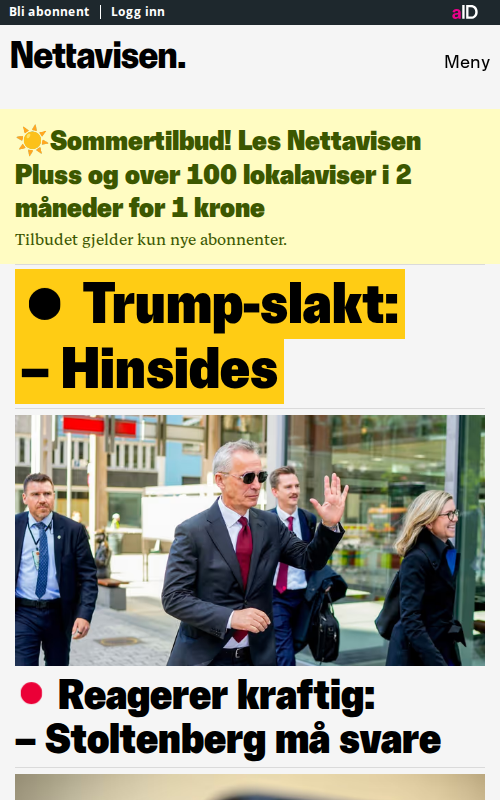 Bli abonnent | Logg inn
aID
Nettavisen.
Meny
☀️Sommertilbud! Les Nettavisen
Pluss og over 100 lokalaviser i 2
måneder for 1 krone
Tilbudet gjelder kun nye abonnenter.
● Trump-slakt:
– Hinsides
● Reagerer kraftig:
– Stoltenberg må svare